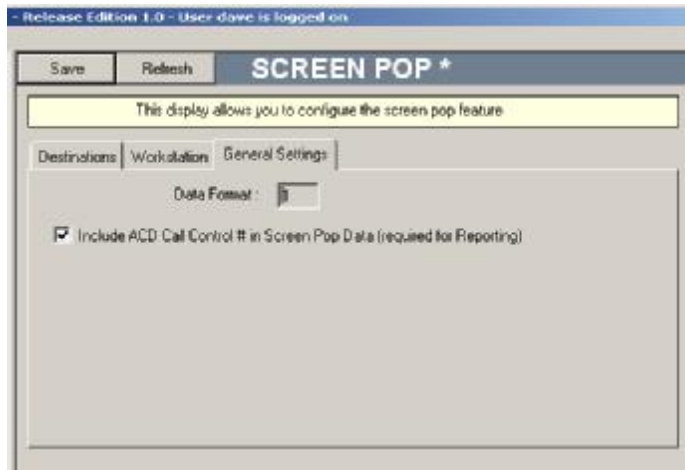 - Release Edition 1.0 - User dave is logged on
Save Refresh SCREEN POP *
This display allows you to configure the screen pop feature
Destinations Workstation General Settings
Data Format :
Include ACD Call Control # in Screen Pop Data (required for Reporting)